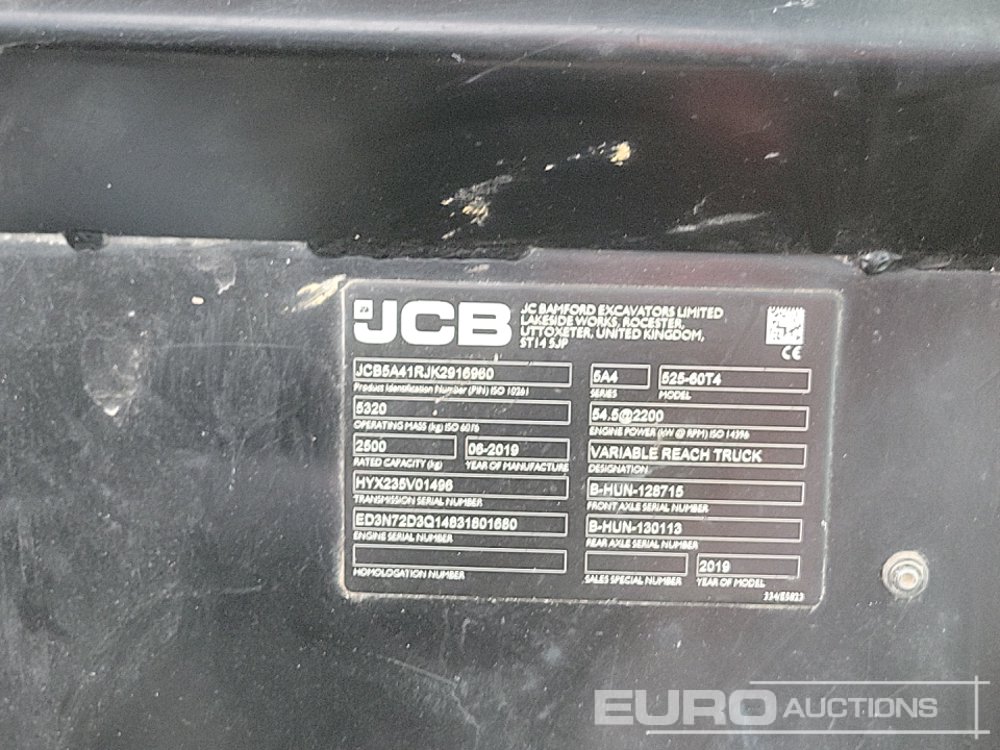 JCB
JC BAMFORD EXCAVATORS LIMITED
LAKESIDE WORKS, ROCESTER,
UTTOXETER, UNITED KINGDOM,
ST14 5JP
CE
JCB5A41RJK2916960
Product Identification Number (PIN) ISO 10261
5A4
SERIES
525-60T4
MODEL
5320
OPERATING MASS (kg) ISO 6016
54.5@2200
ENGINE POWER (kW @ RPM) ISO 14396
2500
RATED CAPACITY (kg)
06-2019
YEAR OF MANUFACTURE
VARIABLE REACH TRUCK
DESIGNATION
HYX235V01496
TRANSMISSION SERIAL NUMBER
B-HUN-128715
FRONT AXLE SERIAL NUMBER
ED3N72D3Q14831801660
ENGINE SERIAL NUMBER
B-HUN-130113
REAR AXLE SERIAL NUMBER
HOMOLOGATION NUMBER
SALES SPECIAL NUMBER
2019
YEAR OF MODEL
334/E5823
EURO AUCTIONS